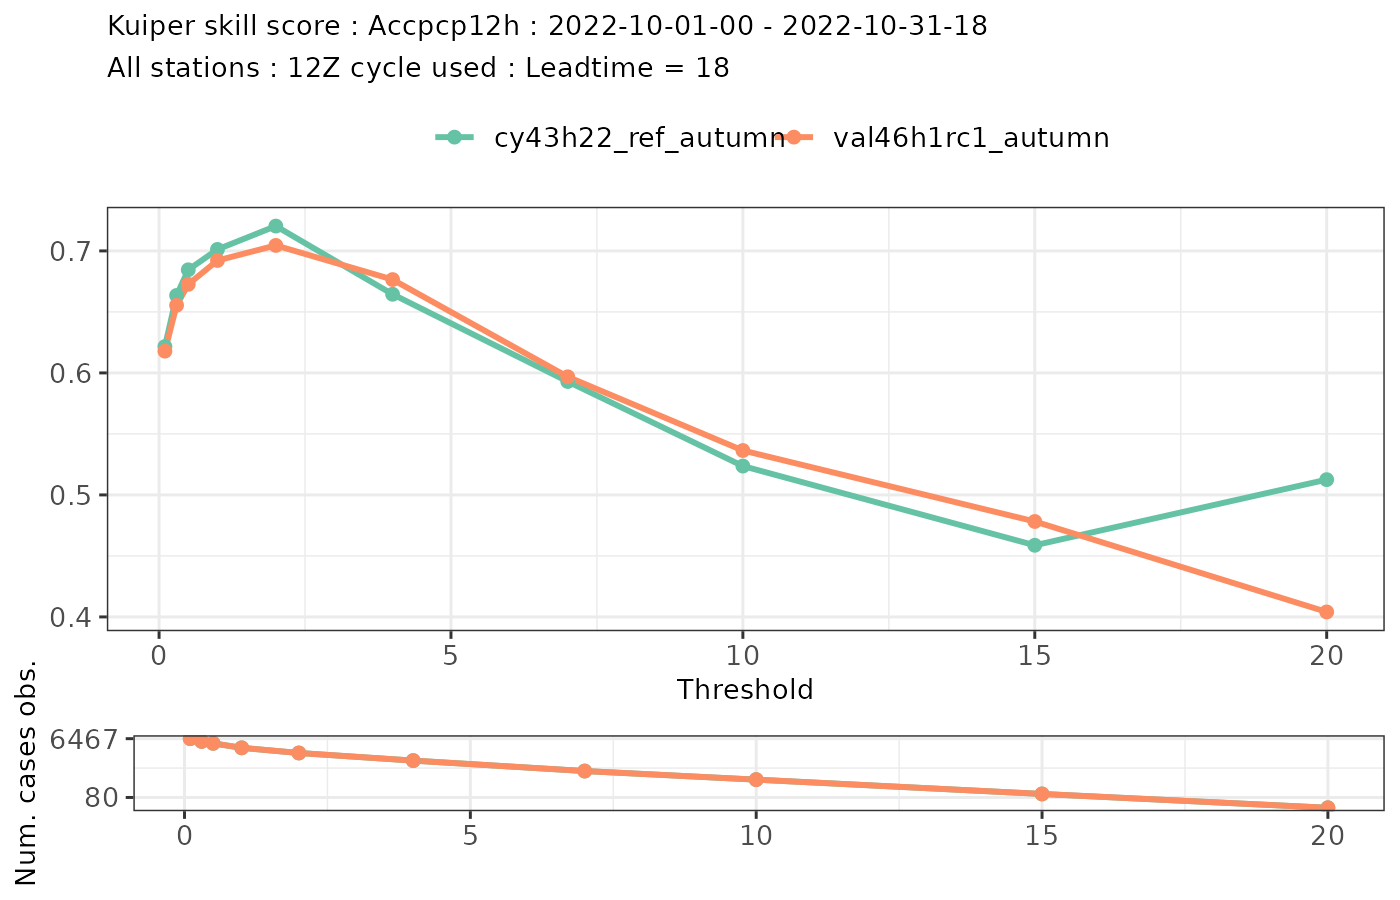 Kuiper skill score : Accpcp12h : 2022-10-01-00 - 2022-10-31-18
All stations : 12Z cycle used : Leadtime = 18
cy43h22_ref_autumn val46h1rc1_autumn
0.7
0.6
0.5
0.4
0 5 10 15 20
Threshold
Num. cases obs.
6467
80
0 5 10 15 20